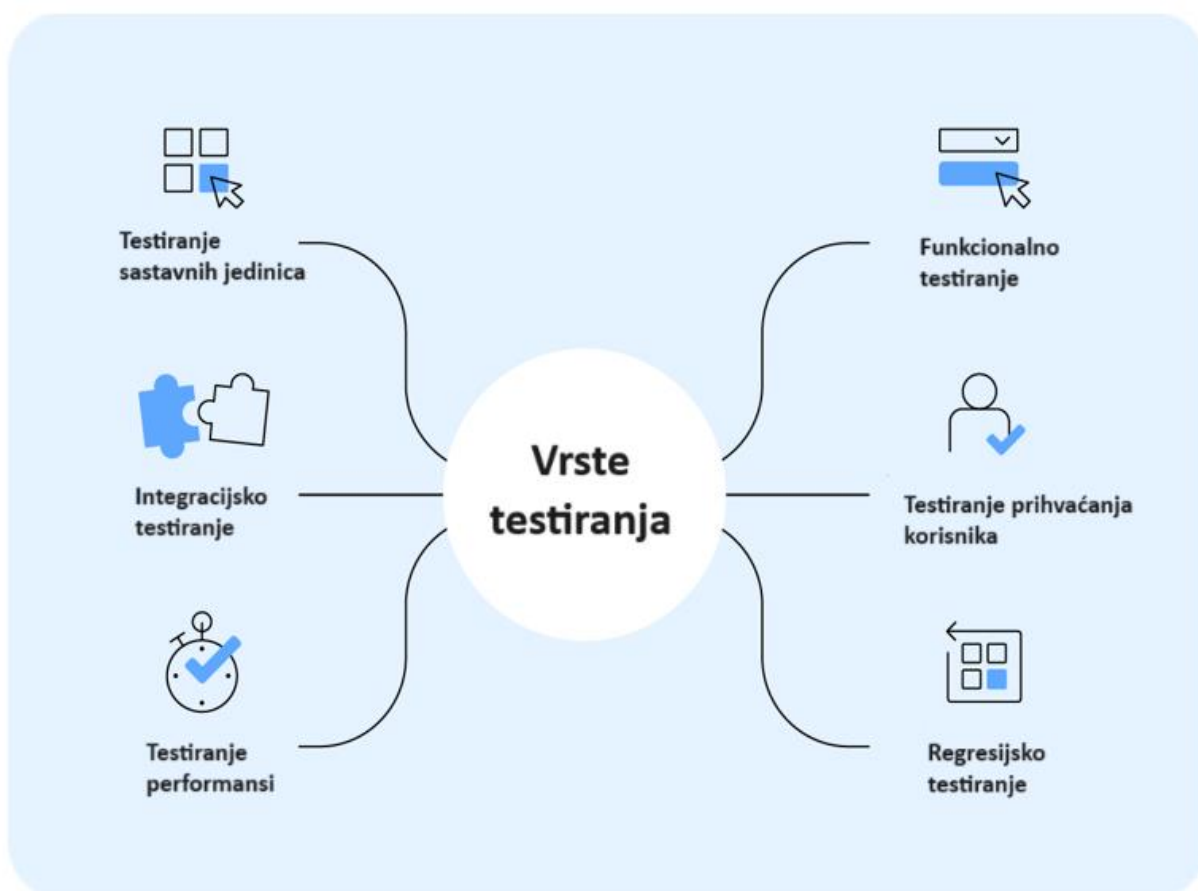 Testiranje
sastavnih jedinica
Integracijsko
testiranje
Testiranje
performansi
Vrste
testiranja
Funkcionalno
testiranje
Testiranje prihvaćanja
korisnika
Regresijsko
testiranje